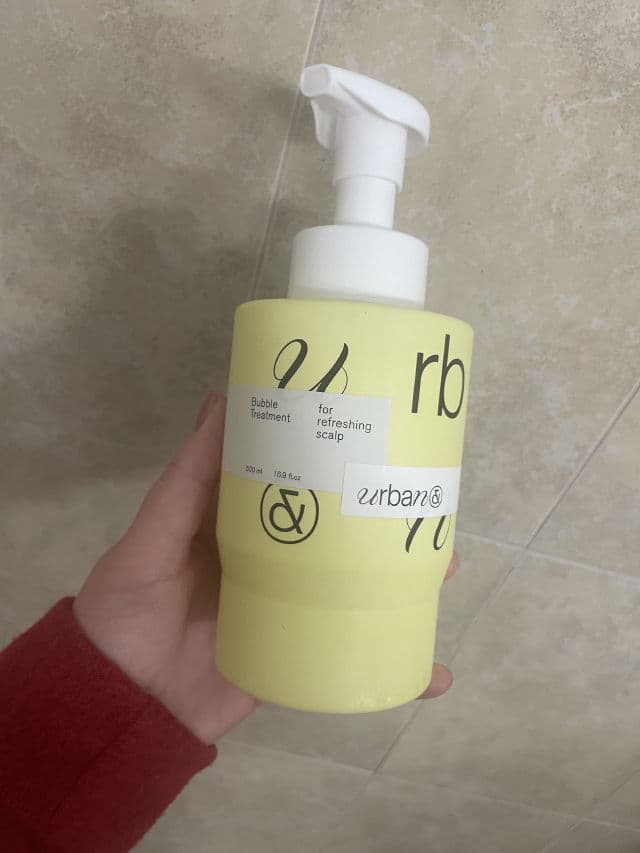 u rb
Bubble Treatment
for refreshing scalp
500 ml 16.9 fl.oz
urban&
& n